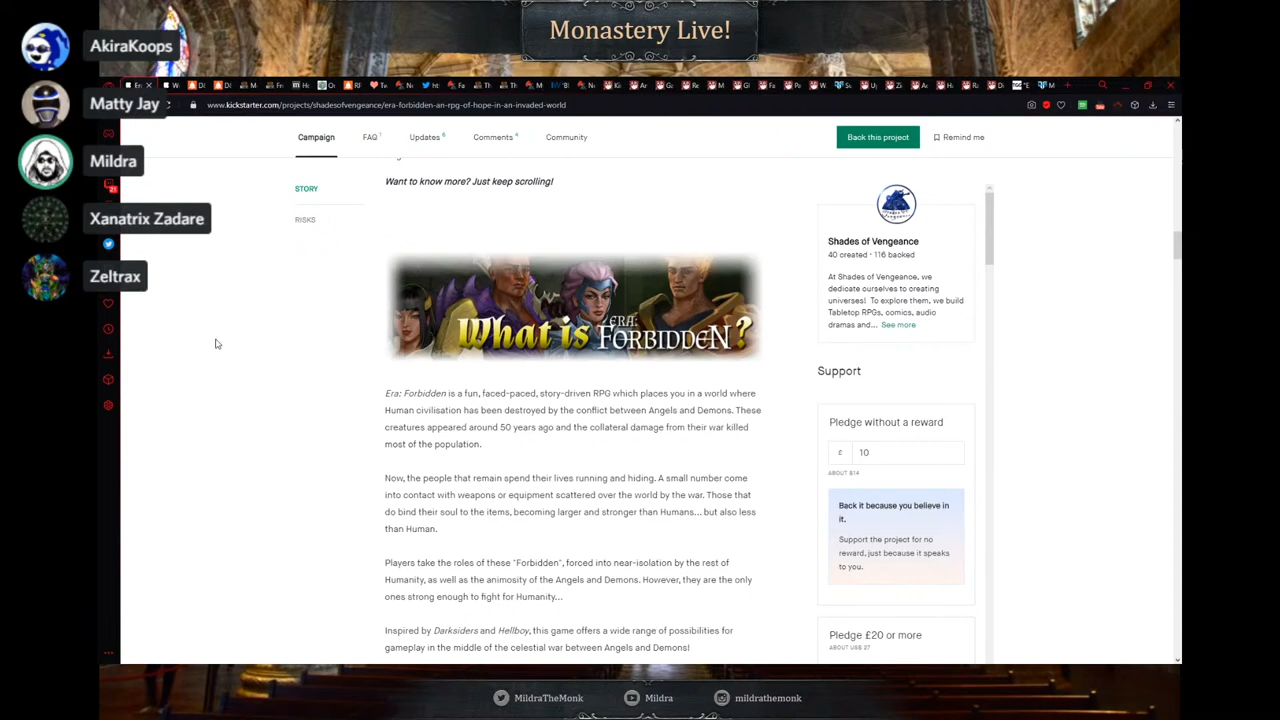 Monastery Live!
AkiraKoops
Matty Jay
Mildra
Xanatrix Zadare
Zeltrax
www.kickstarter.com/projects/shadesofvengeance/era-forbidden-an-rpg-of-hope-in-an-invaded-world
Campaign FAQ 1 Updates Comments Community Back this project Remind me
STORY
RISKS
Want to know more? Just keep scrolling!
What is ERA: FORBIDDEN?
Era: Forbidden is a fun, faced-paced, story-driven RPG which places you in a world where
Human civilisation has been destroyed by the conflict between Angels and Demons. These
creatures appeared around 50 years ago and the collateral damage from their war killed
most of the population.
Now, the people that remain spend their lives running and hiding. A small number come
into contact with weapons or equipment scattered over the world by the war. Those that
do bind their soul to the items, becoming larger and stronger than Humans... but also less
than Human.
Players take the roles of these "Forbidden", forced into near-isolation by the rest of
Humanity, as well as the animosity of the Angels and Demons. However, they are the only
ones strong enough to fight for Humanity...
Inspired by Darksiders and Hellboy, this game offers a wide range of possibilities for
gameplay in the middle of the celestial war between Angels and Demons!
Shades of Vengeance
40 created · 116 backed
At Shades of Vengeance, we
dedicate ourselves to creating
universes! To explore them, we build
Tabletop RPGs, comics, audio
dramas and... See more
Support
Pledge without a reward
£ 10
ABOUT $14
Back it because you believe in
it.
Support the project for no
reward, just because it speaks
to you.
Pledge £20 or more
ABOUT US$ 27
MildraTheMonk Mildra mildrathemonk